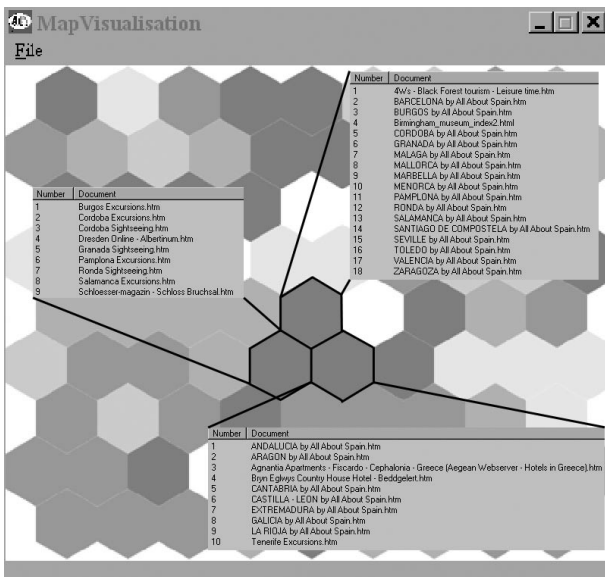 MapVisualisation
File
Number Document
1 4W's - Black Forest tourism - Leisure time.htm
2 BARCELONA by All About Spain.htm
3 BURGOS by All About Spain.htm
4 Birmingham_museum_index2.html
5 CORDOBA by All About Spain.htm
6 GRANADA by All About Spain.htm
7 MALAGA by All About Spain.htm
8 MALLORCA by All About Spain.htm
9 MARBELLA by All About Spain.htm
10 MENORCA by All About Spain.htm
11 PAMPLONA by All About Spain.htm
12 RONDA by All About Spain.htm
13 SALAMANCA by All About Spain.htm
14 SANTIAGO DE COMPOSTELA by All About Spain.htm
15 SEVILLE by All About Spain.htm
16 TOLEDO by All About Spain.htm
17 VALENCIA by All About Spain.htm
18 ZARAGOZA by All About Spain.htm
Number Document
1 Burgos Excursions.htm
2 Cordoba Excursions.htm
3 Cordoba Sightseeing.htm
4 Dresden Online - Albertinum.htm
5 Granada Sightseeing.htm
6 Pamplona Excursions.htm
7 Ronda Sightseeing.htm
8 Salamanca Excursions.htm
9 Schloesser-magazin - Schloss Bruchsal.htm
Number Document
1 ANDALUCIA by All About Spain.htm
2 ARAGON by All About Spain.htm
3 Agnantia Apartments - Fiscardo - Cephalonia - Greece (Aegean Webserver - Hotels in Greece).htm
4 Bryn Eglwys Country House Hotel - Beddgelert.htm
5 CANTABRIA by All About Spain.htm
6 CASTILLA - LEON by All About Spain.htm
7 EXTREMADURA by All About Spain.htm
8 GALICIA by All About Spain.htm
9 LA RIOJA by All About Spain.htm
10 Tenerife Excursions.htm